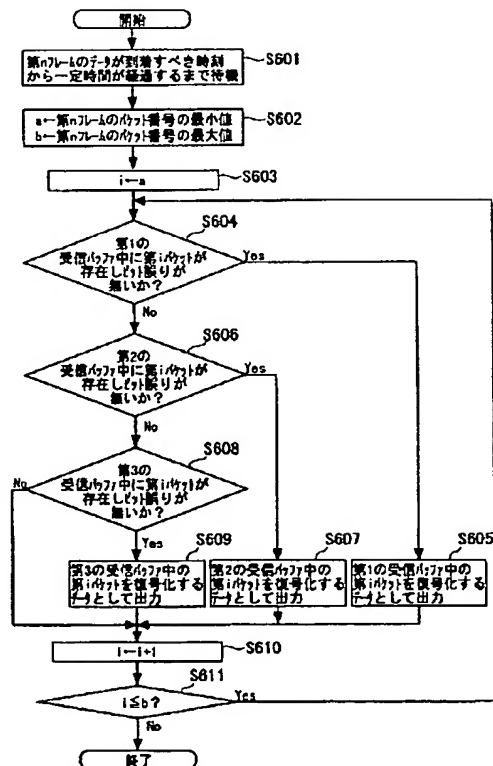 開始
第nフレームのデータが到着すべき時刻
から一定時間が経過するまで待機
S601
a←第nフレームのパケット番号の最小値
b←第nフレームのパケット番号の最大値
S602
i←a
S603
S604
第1の
受信バッファ中に第iパケットが
存在しビット誤りが
無いか?
Yes
No
S606
第2の
受信バッファ中に第iパケットが
存在しビット誤りが
無いか?
Yes
No
S608
第3の
受信バッファ中に第iパケットが
存在しビット誤りが
無いか?
No
Yes
S609
第3の受信バッファ中の
第iパケットを復号化する
データとして出力
S607
第2の受信バッファ中の
第iパケットを復号化する
データとして出力
S605
第1の受信バッファ中の
第iパケットを復号化する
データとして出力
i←i+1
S610
S611
i≦b?
Yes
No
終了